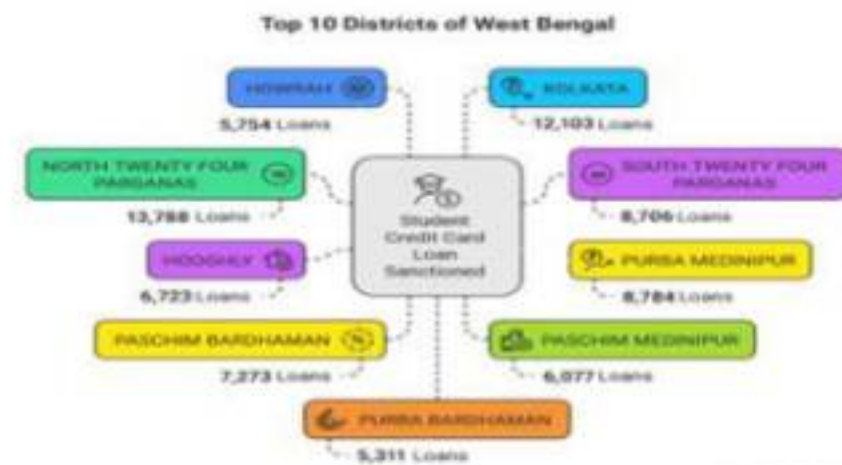 Top 10 Districts of West Bengal
HOWRAH
5,754 Loans
KOLKATA
12,103 Loans
NORTH TWENTY FOUR
PARGANAS
13,788 Loans
SOUTH TWENTY FOUR
PARGANAS
8,706 Loans
Student
Credit Card
Loan
Sanctioned
HOOGHLY
6,723 Loans
PURBA MEDINIPUR
8,784 Loans
PASCHIM BARDHAMAN
7,273 Loans
PASCHIM MEDINIPUR
6,077 Loans
PURBA BARDHAMAN
5,311 Loans